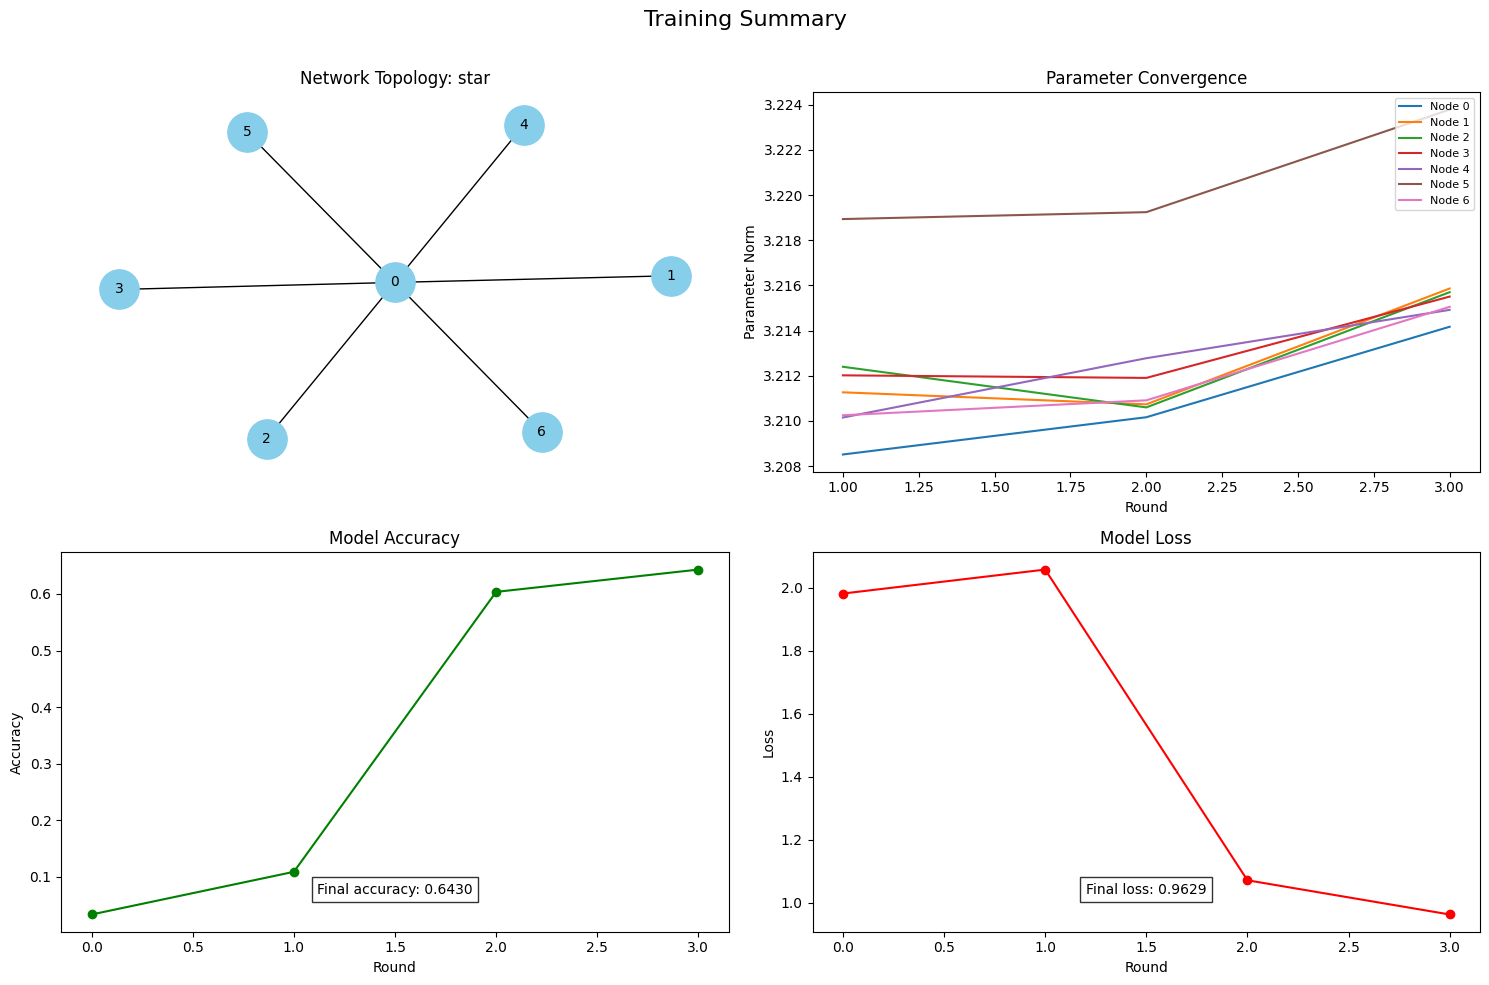 Training Summary
Network Topology: star
5
4
0
1
3
2
6
Parameter Convergence
Parameter Norm
3.224
3.222
3.220
3.218
3.216
3.214
3.212
3.210
3.208
Node 0
Node 1
Node 2
Node 3
Node 4
Node 5
Node 6
1.00 1.25 1.50 1.75 2.00 2.25 2.50 2.75 3.00
Round
Model Accuracy
Accuracy
0.6
0.5
0.4
0.3
0.2
0.1
Final accuracy: 0.6430
0.0 0.5 1.0 1.5 2.0 2.5 3.0
Round
Model Loss
Loss
2.0
1.8
1.6
1.4
1.2
1.0
Final loss: 0.9629
0.0 0.5 1.0 1.5 2.0 2.5 3.0
Round